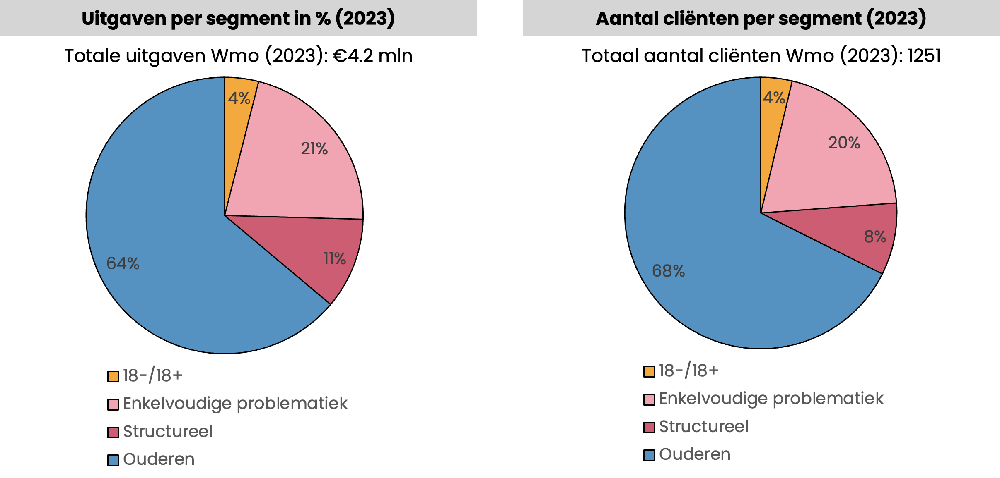 Uitgaven per segment in % (2023)
Totale uitgaven Wmo (2023): €4.2 mln
4%
21%
11%
64%
18-/18+
Enkelvoudige problematiek
Structureel
Ouderen
Aantal cliënten per segment (2023)
Totaal aantal cliënten Wmo (2023): 1251
4%
20%
8%
68%
18-/18+
Enkelvoudige problematiek
Structureel
Ouderen